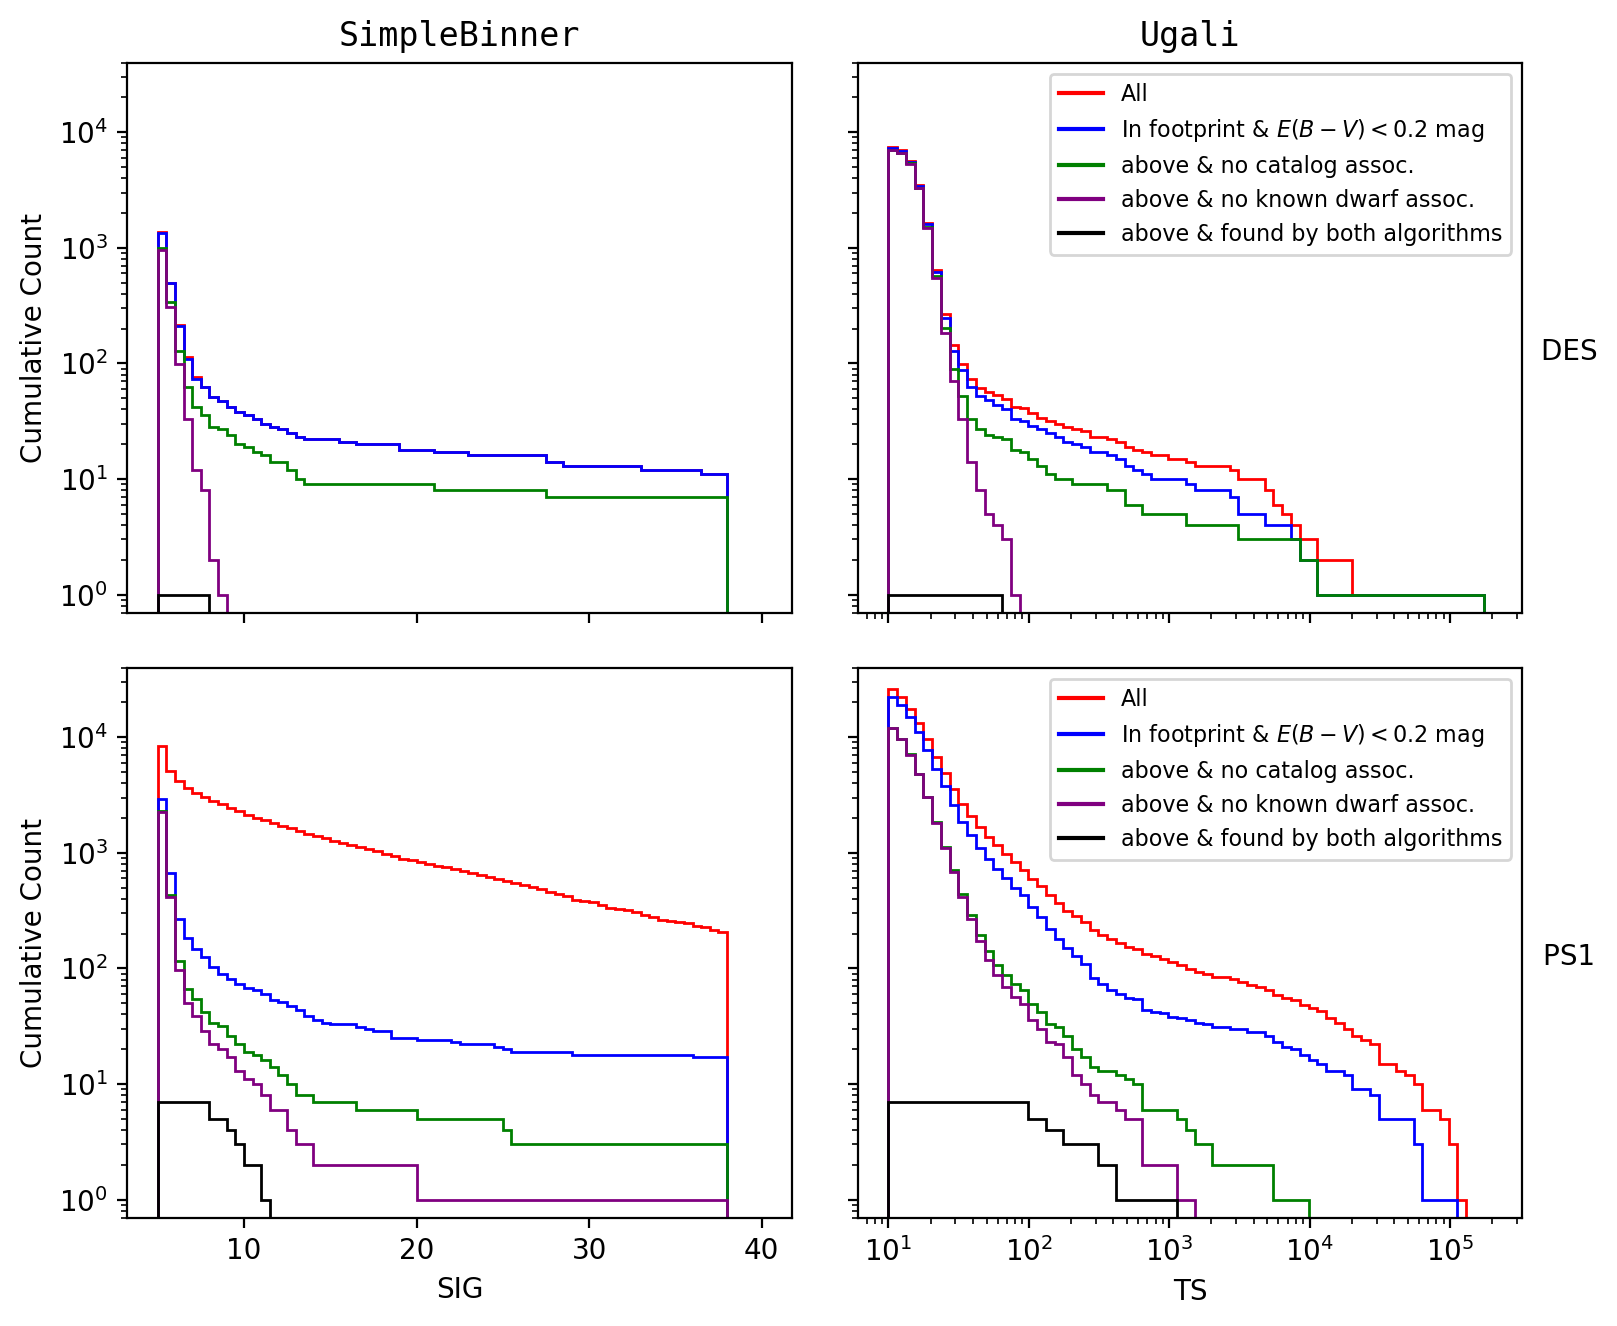 SimpleBinner
Ugali
Cumulative Count
10⁴
10³
10²
10¹
10⁰
All
In footprint & E(B − V) < 0.2 mag
above & no catalog assoc.
above & no known dwarf assoc.
above & found by both algorithms
DES
Cumulative Count
10⁴
10³
10²
10¹
10⁰
10
20
30
40
SIG
All
In footprint & E(B − V) < 0.2 mag
above & no catalog assoc.
above & no known dwarf assoc.
above & found by both algorithms
10¹
10²
10³
10⁴
10⁵
TS
PS1